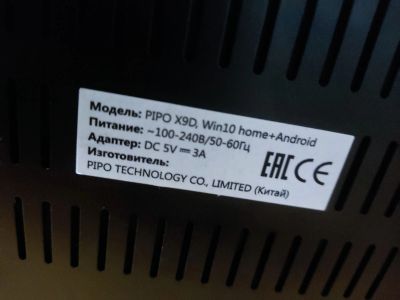 Модель: PIPO X9D, Win10 home+Android
Питание: ~100-240В/50-60Гц
Адаптер: DC 5V ⎓ 3A
Изготовитель:
PIPO TECHNOLOGY CO., LIMITED (Китай)
EAC CE